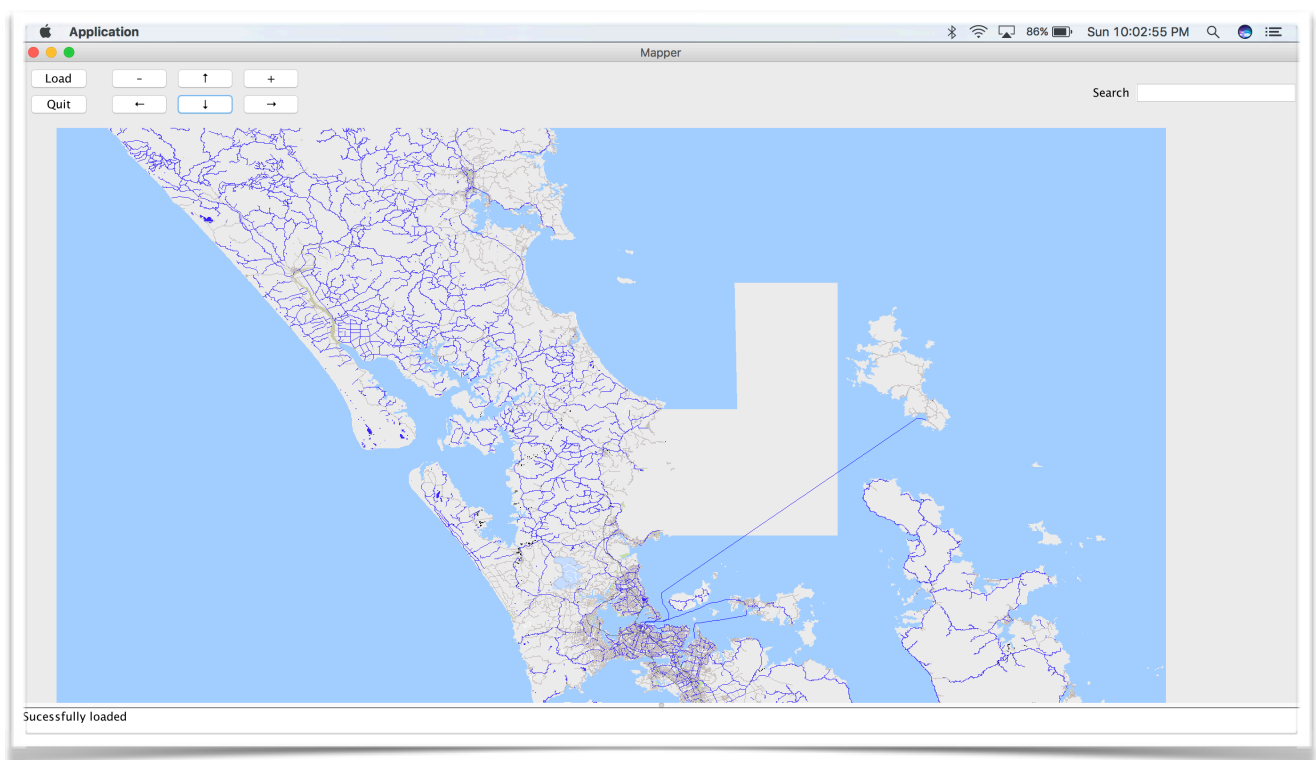 Application 86% Sun 10:02:55 PM
Mapper
Load - ↑ + 
Search
Quit ← ↓ →
Sucessfully loaded